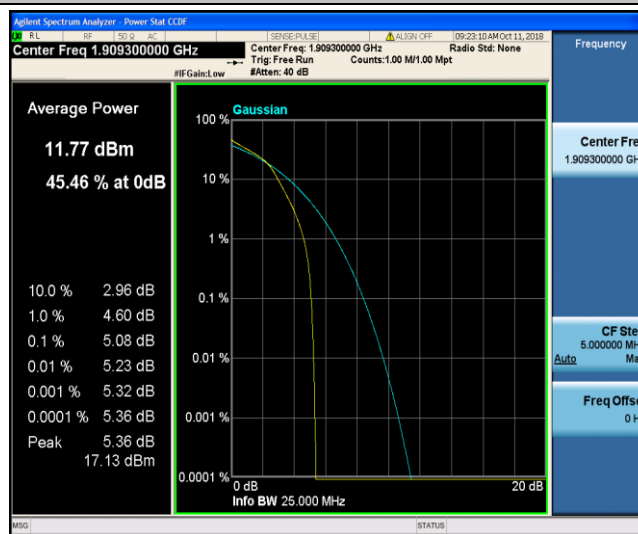 Agilent Spectrum Analyzer - Power Stat CCDF
RL RF 50 Ω AC SENSE:PULSE ALIGN OFF 09:23:10 AM Oct 11, 2018
Center Freq 1.909300000 GHz
Center Freq: 1.909300000 GHz Radio Std: None
Trig: Free Run Counts:1.00 M/1.00 Mpt
#IFGain:Low #Atten: 40 dB
Frequency
Average Power
11.77 dBm
45.46 % at 0dB
10.0 % 2.96 dB
1.0 % 4.60 dB
0.1 % 5.08 dB
0.01 % 5.23 dB
0.001 % 5.32 dB
0.0001 % 5.36 dB
Peak 5.36 dB
17.13 dBm
Gaussian
100 %
10 %
1 %
0.1 %
0.01 %
0.001 %
0.0001 %
0 dB 20 dB
Info BW 25.000 MHz
Center Fre
1.909300000 GH
CF Ste
5.000000 MH
Auto Ma
Freq Offse
0 H
MSG STATUS